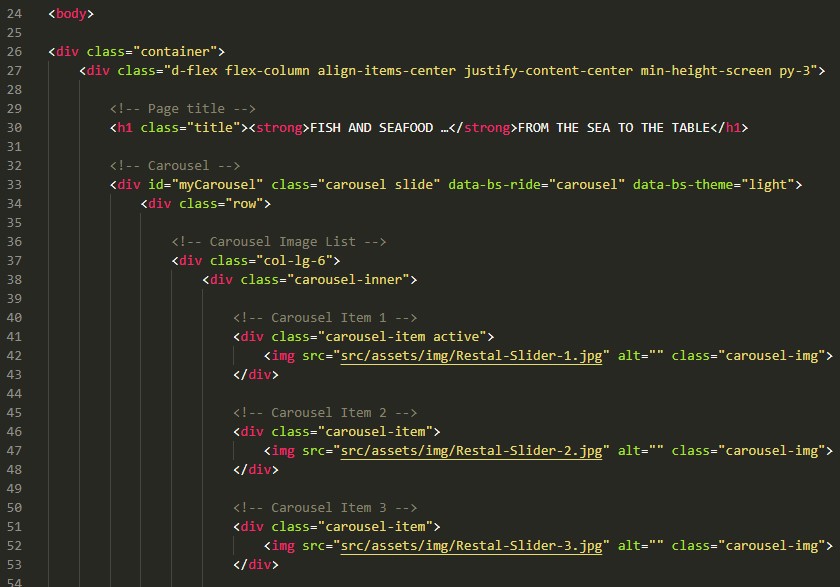 24 <body>
25
26 <div class="container">
27 <div class="d-flex flex-column align-items-center justify-content-center min-height-screen py-3">
28
29 <!-- Page title -->
30 <h1 class="title"><strong>FISH AND SEAFOOD …</strong>FROM THE SEA TO THE TABLE</h1>
31
32 <!-- Carousel -->
33 <div id="myCarousel" class="carousel slide" data-bs-ride="carousel" data-bs-theme="light">
34 <div class="row">
35
36 <!-- Carousel Image List -->
37 <div class="col-lg-6">
38 <div class="carousel-inner">
39
40 <!-- Carousel Item 1 -->
41 <div class="carousel-item active">
42 <img src="src/assets/img/Restal-Slider-1.jpg" alt="" class="carousel-img">
43 </div>
44
45 <!-- Carousel Item 2 -->
46 <div class="carousel-item">
47 <img src="src/assets/img/Restal-Slider-2.jpg" alt="" class="carousel-img">
48 </div>
49
50 <!-- Carousel Item 3 -->
51 <div class="carousel-item">
52 <img src="src/assets/img/Restal-Slider-3.jpg" alt="" class="carousel-img">
53 </div>
54